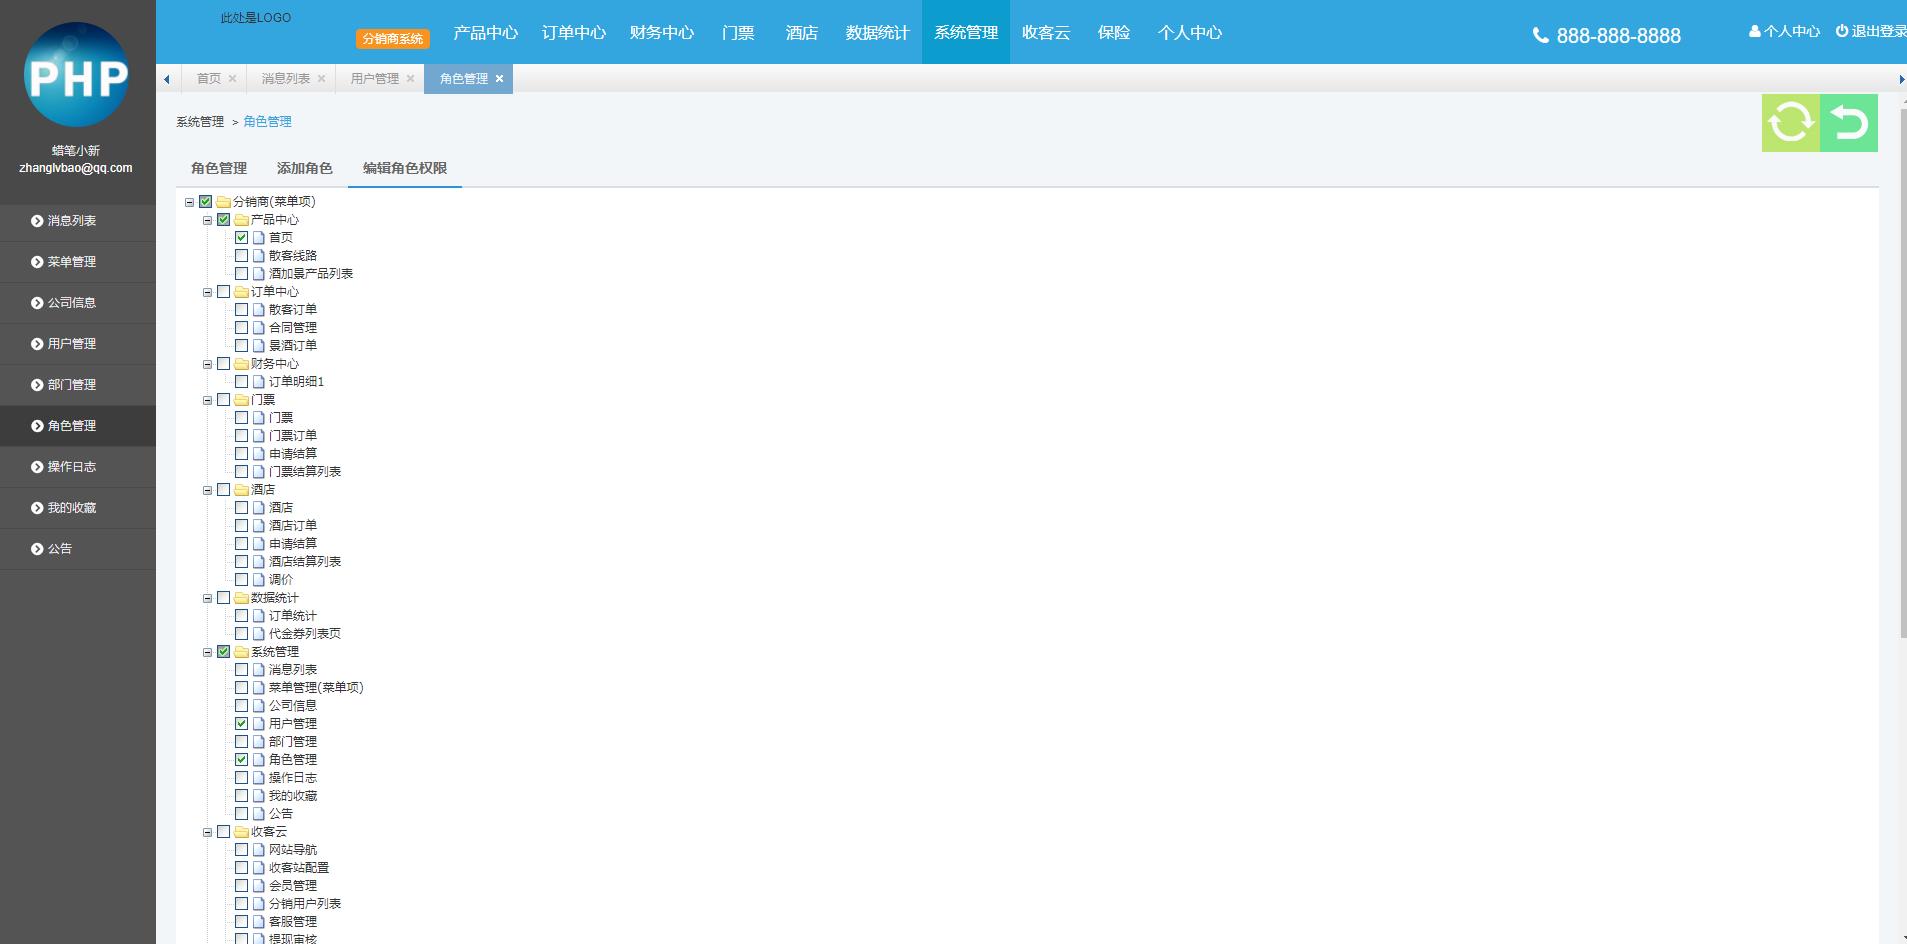 此处是LOGO
分销商系统
产品中心 订单中心 财务中心 门票 酒店 数据统计 系统管理 收客云 保险 个人中心
888-888-8888
个人中心 退出登录
PHP
蜡笔小新
zhanglvbao@qq.com
消息列表
菜单管理
公司信息
用户管理
部门管理
角色管理
操作日志
我的收藏
公告
首页 消息列表 用户管理 角色管理
系统管理 > 角色管理
角色管理 添加角色 编辑角色权限
分销商(菜单项)
产品中心
首页
散客线路
酒加景产品列表
订单中心
散客订单
合同管理
景酒订单
财务中心
订单明细1
门票
门票
门票订单
申请结算
门票结算列表
酒店
酒店
酒店订单
申请结算
酒店结算列表
调价
数据统计
订单统计
代金券列表页
系统管理
消息列表
菜单管理(菜单项)
公司信息
用户管理
部门管理
角色管理
操作日志
我的收藏
公告
收客云
网站导航
收客站配置
会员管理
分销用户列表
客服管理
提现审核